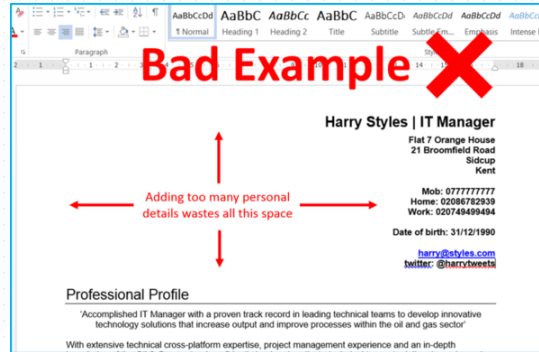 AaBbCcDd AaBbC AaBbCc AaBbC AaBbCcD AaBbCcDd AaBbCcDd AaBbCcD
¶ Normal Heading 1 Heading 2 Title Subtitle Subtle Em... Emphasis Intense
Paragraph
Bad Example
Harry Styles | IT Manager
Flat 7 Orange House
21 Broomfield Road
Sidcup
Kent
Mob: 0777777777
Home: 02086782939
Work: 020749499494
Date of birth: 31/12/1990
harry@styles.com
twitter: @harrytweets
Adding too many personal
details wastes all this space
Professional Profile
'Accomplished IT Manager with a proven track record in leading technical teams to develop innovative
technology solutions that increase output and improve processes within the oil and gas sector'
With extensive technical cross-platform expertise, project management experience and an in-depth